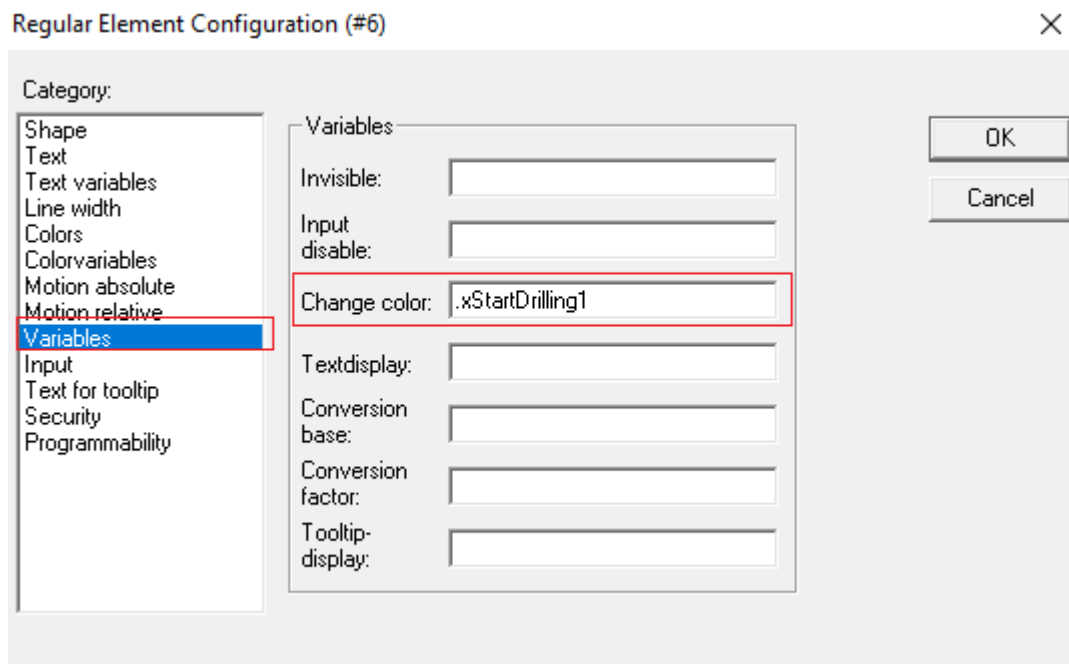 Regular Element Configuration (#6)
Category:
Shape
Text
Text variables
Line width
Colors
Colorvariables
Motion absolute
Motion relative
Variables
Input
Text for tooltip
Security
Programmability
Variables
Invisible:
Input
disable:
Change color: .xStartDrilling1
Textdisplay:
Conversion
base:
Conversion
factor:
Tooltip-
display:
OK
Cancel